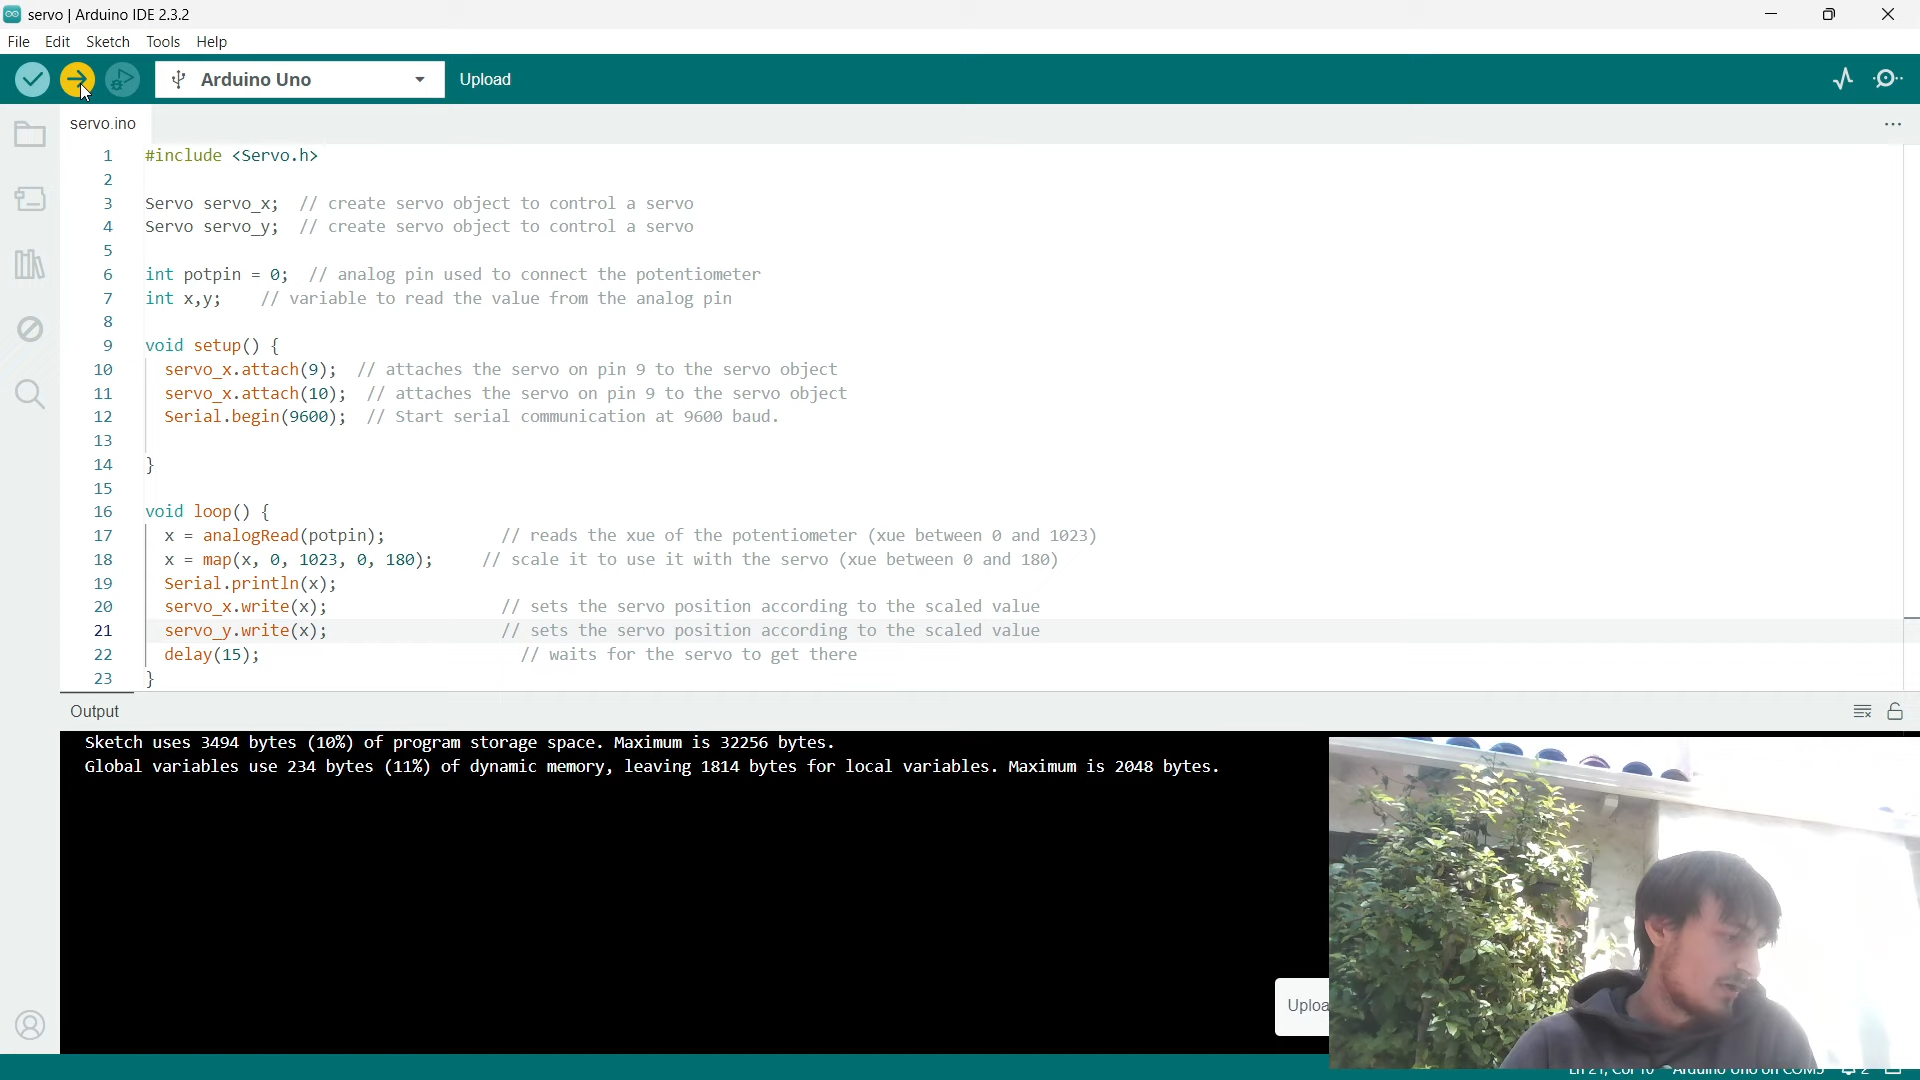 servo | Arduino IDE 2.3.2
File Edit Sketch Tools Help
Arduino Uno Upload
servo.ino
1 #include <Servo.h>
2
3 Servo servo_x; // create servo object to control a servo
4 Servo servo_y; // create servo object to control a servo
5
6 int potpin = 0; // analog pin used to connect the potentiometer
7 int x,y; // variable to read the value from the analog pin
8
9 void setup() {
10 servo_x.attach(9); // attaches the servo on pin 9 to the servo object
11 servo_x.attach(10); // attaches the servo on pin 9 to the servo object
12 Serial.begin(9600); // Start serial communication at 9600 baud.
13
14 }
15
16 void loop() {
17 x = analogRead(potpin); // reads the xue of the potentiometer (xue between 0 and 1023)
18 x = map(x, 0, 1023, 0, 180); // scale it to use it with the servo (xue between 0 and 180)
19 Serial.println(x);
20 servo_x.write(x); // sets the servo position according to the scaled value
21 servo_y.write(x); // sets the servo position according to the scaled value
22 delay(15); // waits for the servo to get there
23 }
Output
Sketch uses 3494 bytes (10%) of program storage space. Maximum is 32256 bytes.
Global variables use 234 bytes (11%) of dynamic memory, leaving 1814 bytes for local variables. Maximum is 2048 bytes.
Uploa